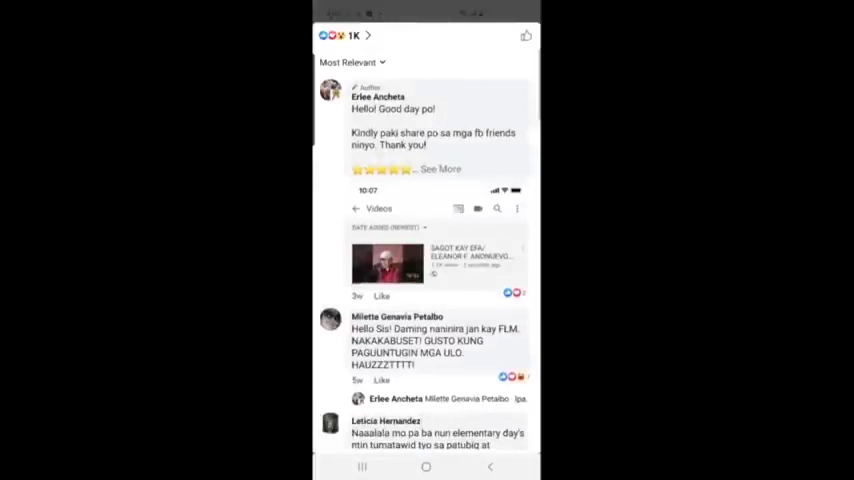 1K
Most Relevant
Author
Erlee Ancheta
Hello! Good day po!
Kindly paki share po sa mga fb friends
ninyo. Thank you!
... See More
10:07
Videos
DATE ADDED (NEWEST)
SAGOT KAY EFA/
ELEANOR F. ANONUEVO...
3w Like
2
Milette Genavia Petalbo
Hello Sis! Daming naninira jan kay FLM.
NAKAKABUSET! GUSTO KUNG
PAGUUNTUGIN MGA ULO.
HAUZZZTTTT!
5w Like
Erlee Ancheta Milette Genavia Petalbo Ipa.
Leticia Hernandez
Naaalala mo pa ba nun elementary day's
ntin tumatawid tyo sa patubig at